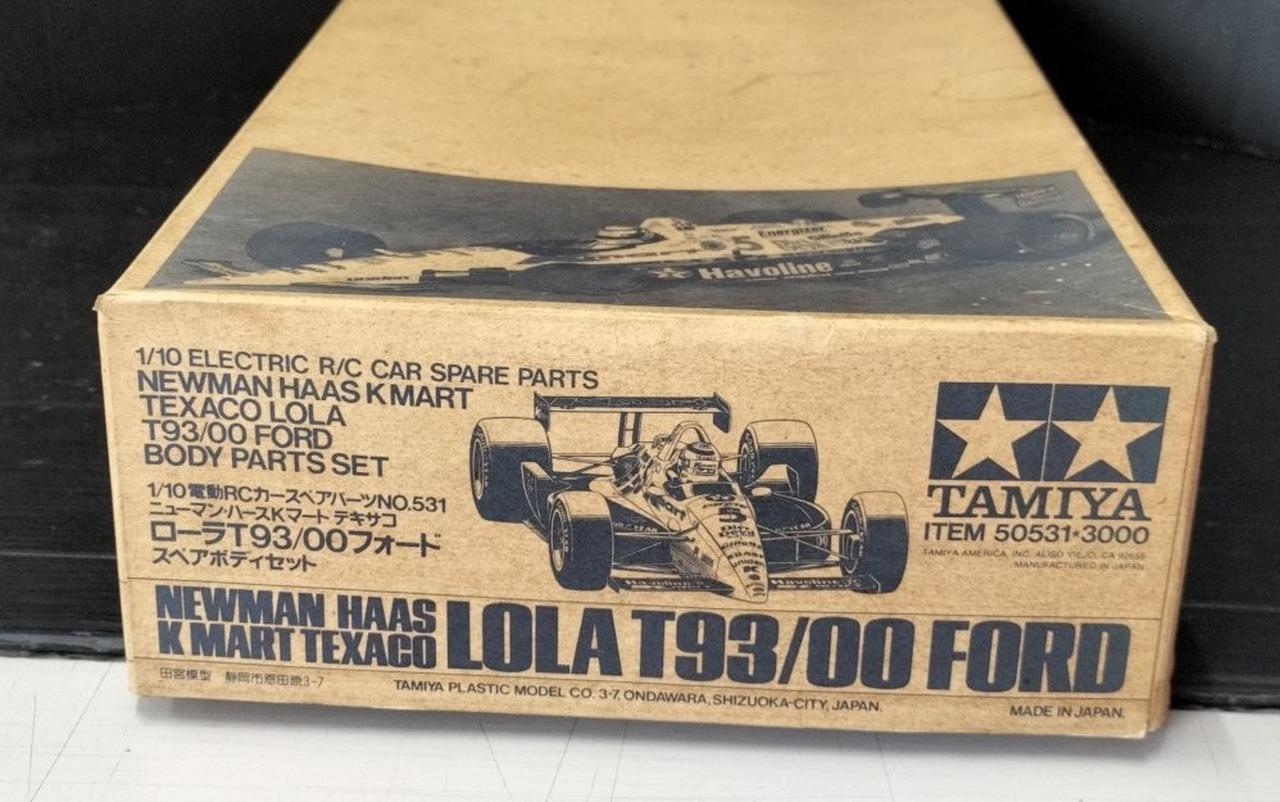 Energizer
5
Havoline
1/10 ELECTRIC R/C CAR SPARE PARTS
NEWMAN HAAS K MART
TEXACO LOLA
T93/00 FORD
BODY PARTS SET
1/10電動RCカースペアパーツNO.531
ニューマン・ハースKマート テキサコ
ローラT93/00フォード
スペアボディセット
5
Havoline
Havoline
TAMIYA
ITEM 50531*3000
TAMIYA AMERICA, INC. ALISO VIEJO, CA 92656
MANUFACTURED IN JAPAN
NEWMAN HAAS
K MART TEXACO
LOLA T93/00 FORD
田宮模型 静岡市恩田原3-7
TAMIYA PLASTIC MODEL CO. 3-7, ONDAWARA, SHIZUOKA-CITY, JAPAN.
MADE IN JAPAN.